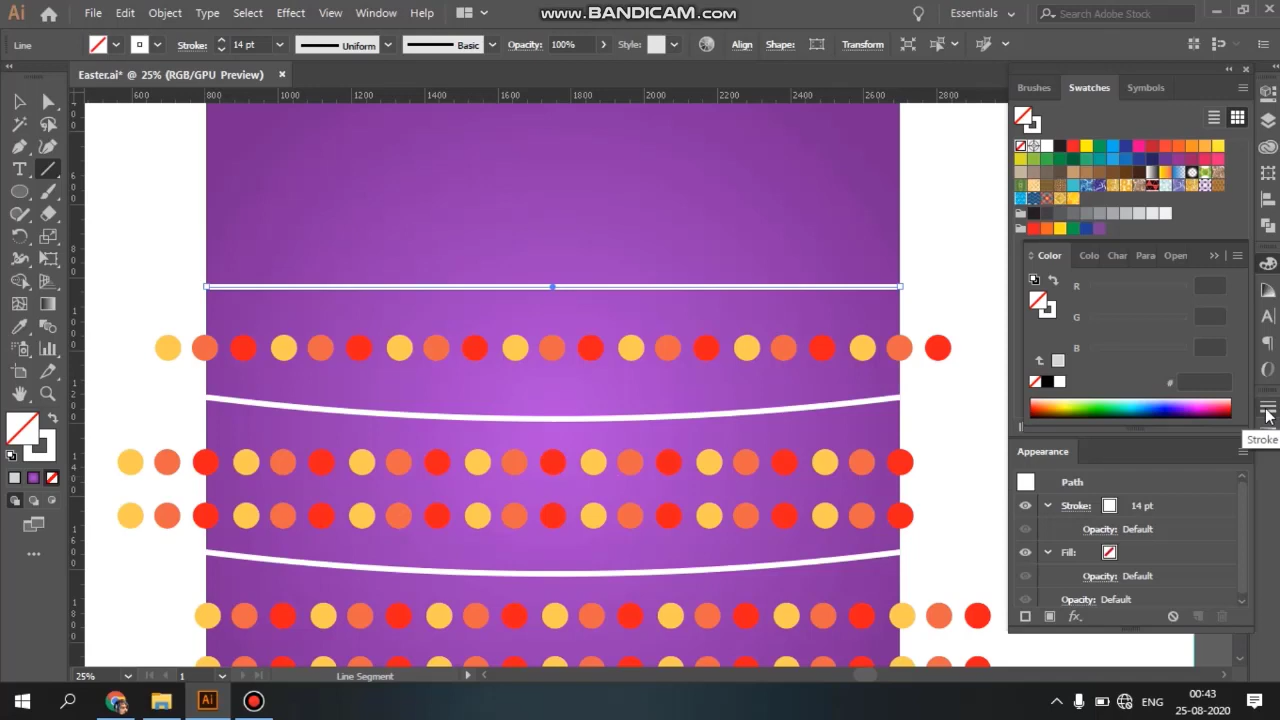 Ai File Edit Object Type Select Effect View Window Help www.BANDICAM.com Essentials Search Adobe Stock
Line Stroke: 14 pt Uniform Basic Opacity: 100% Style: Align Shape: Transform
Easter.ai* @ 25% (RGB/GPU Preview)
600 800 1000 1200 1400 1600 1800 2000 2200 2400 2600 2800
Brushes Swatches Symbols
Color Colo Char Para Open
R
G
B
#
Stroke
Appearance
Path
Stroke: 14 pt
Opacity: Default
Fill:
Opacity: Default
Opacity: Default
fx
25% 1 Line Segment
Ai ENG 00:43
25-08-2020